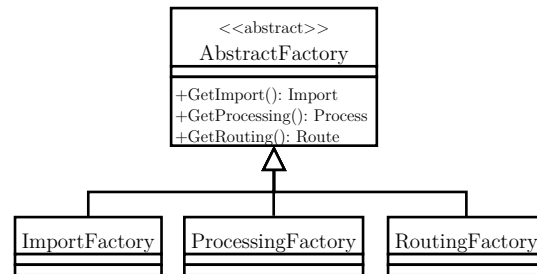 <<abstract>>
AbstractFactory
+GetImport(): Import
+GetProcessing(): Process
+GetRouting(): Route
ImportFactory
ProcessingFactory
RoutingFactory